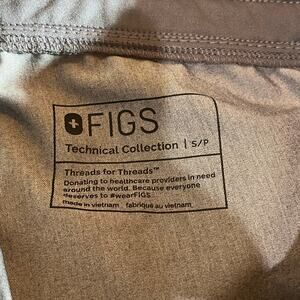 FIGS
Technical Collection | S/P
Threads for Threads™
Donating to healthcare providers in need
around the world. Because everyone
deserves to #wearFIGS
made in vietnam fabriqué au vietnam